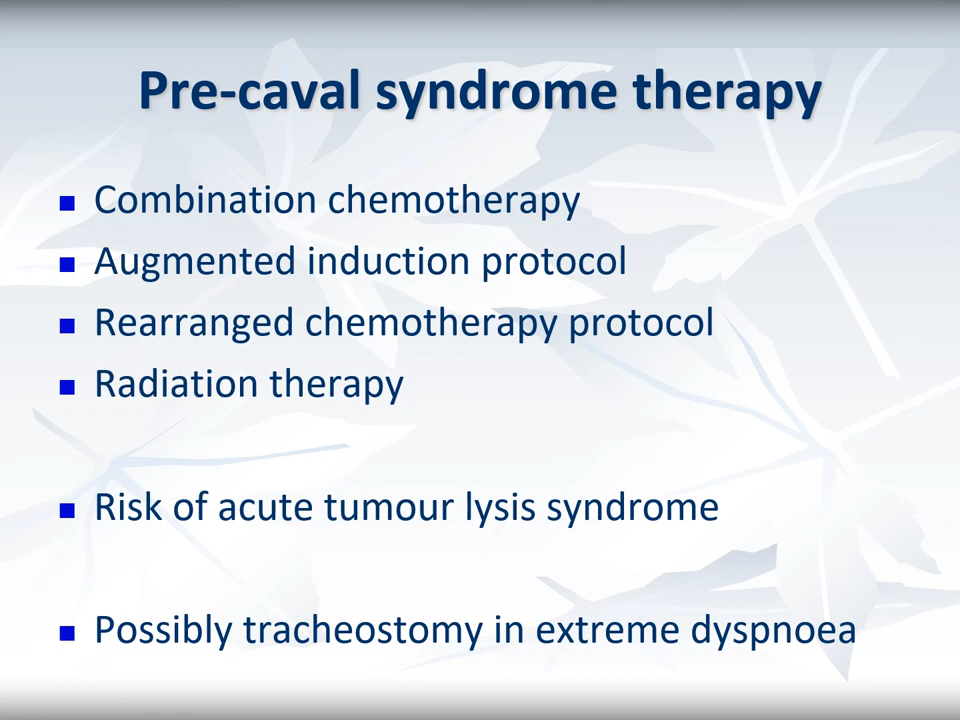 Pre-caval syndrome therapy
Combination chemotherapy
Augmented induction protocol
Rearranged chemotherapy protocol
Radiation therapy
Risk of acute tumour lysis syndrome
Possibly tracheostomy in extreme dyspnoea